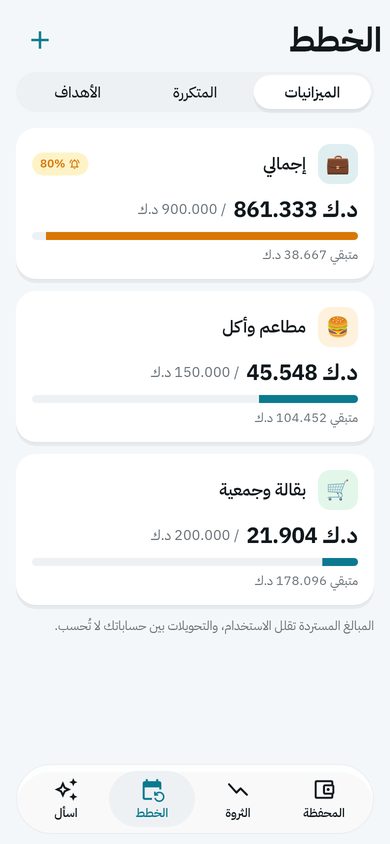 الخطط
الميزانيات
المتكررة
الأهداف
إجمالي
80%
د.ك 861.333 / 900.000 د.ك
متبقي 38.667 د.ك
مطاعم وأكل
د.ك 45.548 / 150.000 د.ك
متبقي 104.452 د.ك
بقالة وجمعية
د.ك 21.904 / 200.000 د.ك
متبقي 178.096 د.ك
المبالغ المستردة تقلل الاستخدام، والتحويلات بين حساباتك لا تُحسب.
المحفظة
الثروة
الخطط
اسأل